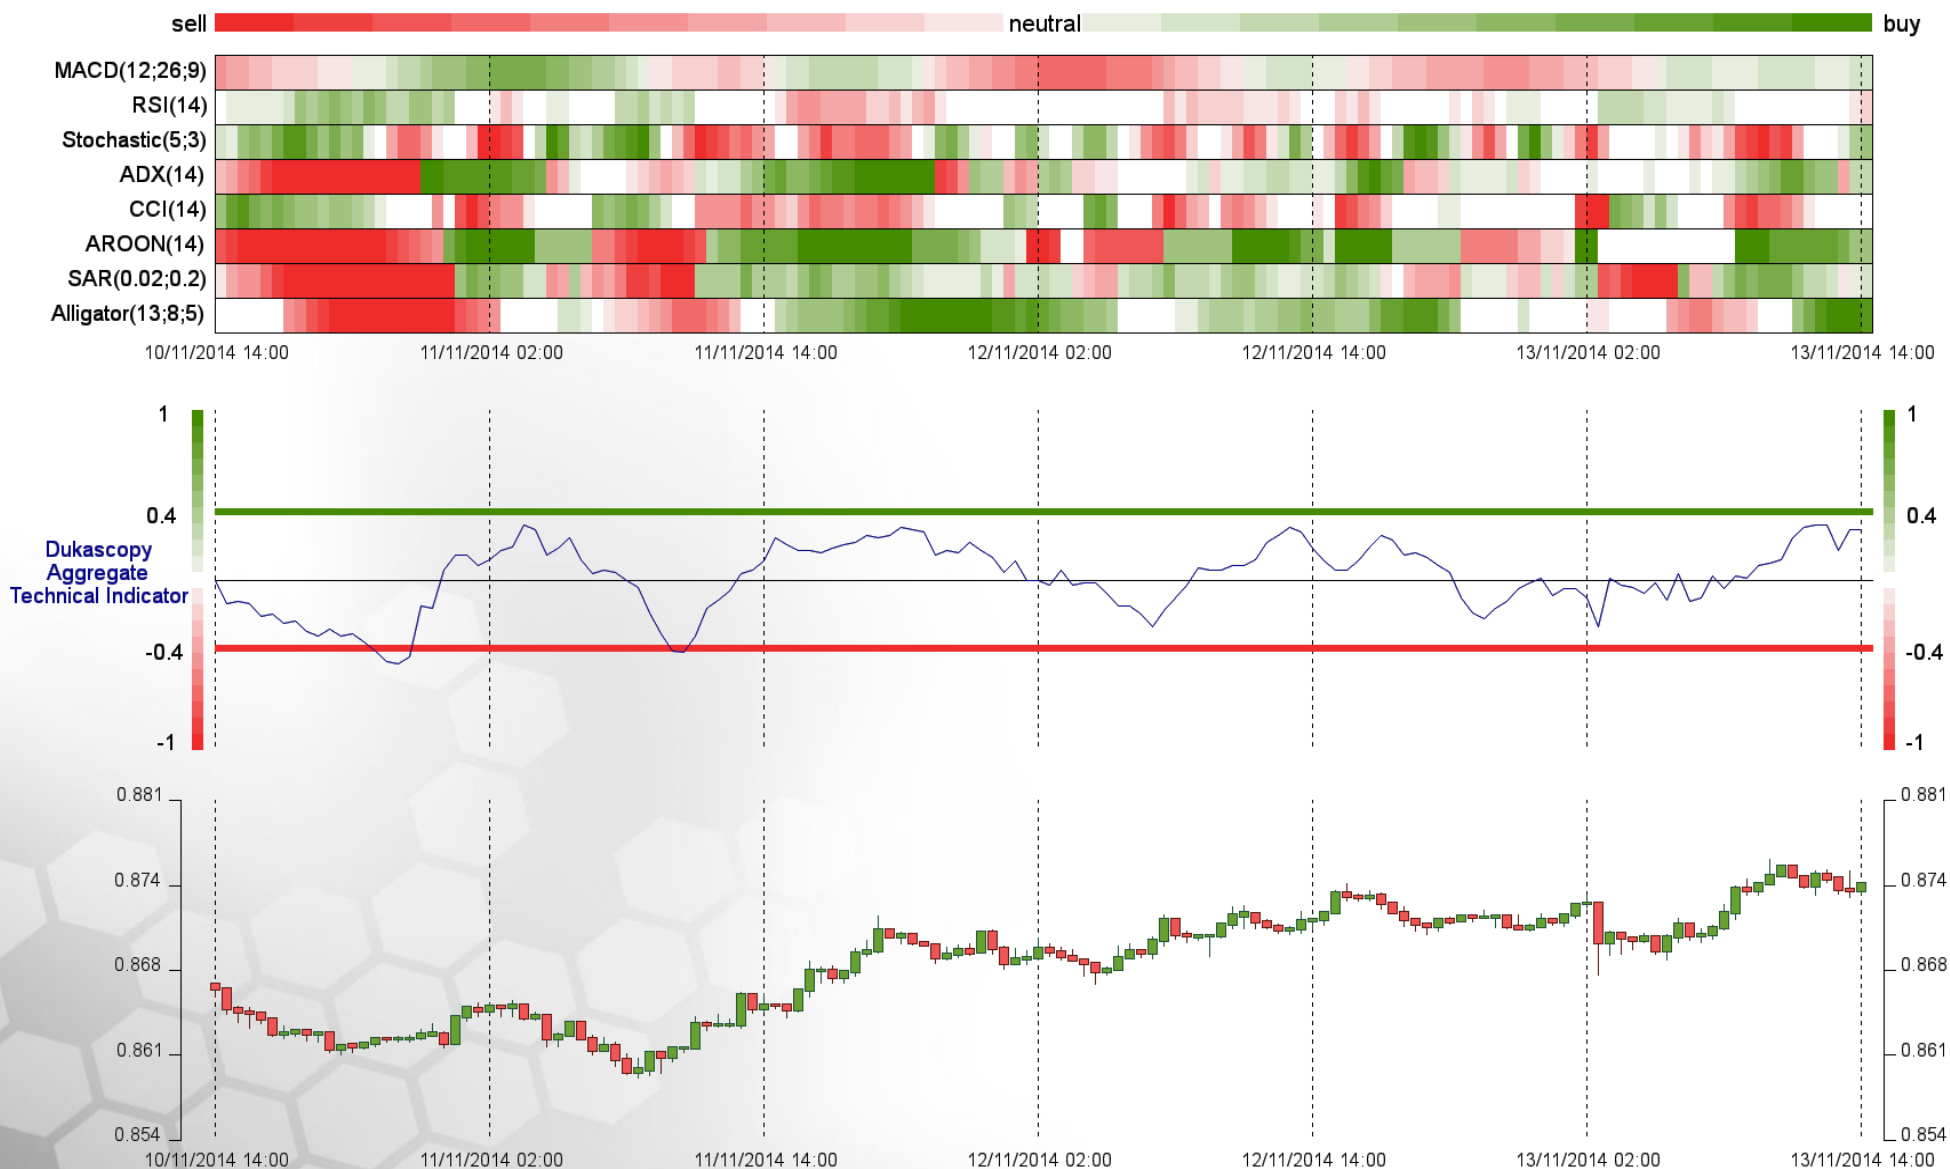 sell neutral buy
MACD(12;26;9)
RSI(14)
Stochastic(5;3)
ADX(14)
CCI(14)
AROON(14)
SAR(0.02;0.2)
Alligator(13;8;5)
10/11/2014 14:00 11/11/2014 02:00 11/11/2014 14:00 12/11/2014 02:00 12/11/2014 14:00 13/11/2014 02:00 13/11/2014 14:00
1 1
0.4 0.4
Dukascopy
Aggregate
Technical Indicator
-0.4 -0.4
-1 -1
0.881 0.881
0.874 0.874
0.868 0.868
0.861 0.861
0.854 0.854
10/11/2014 14:00 11/11/2014 02:00 11/11/2014 14:00 12/11/2014 02:00 12/11/2014 14:00 13/11/2014 02:00 13/11/2014 14:00